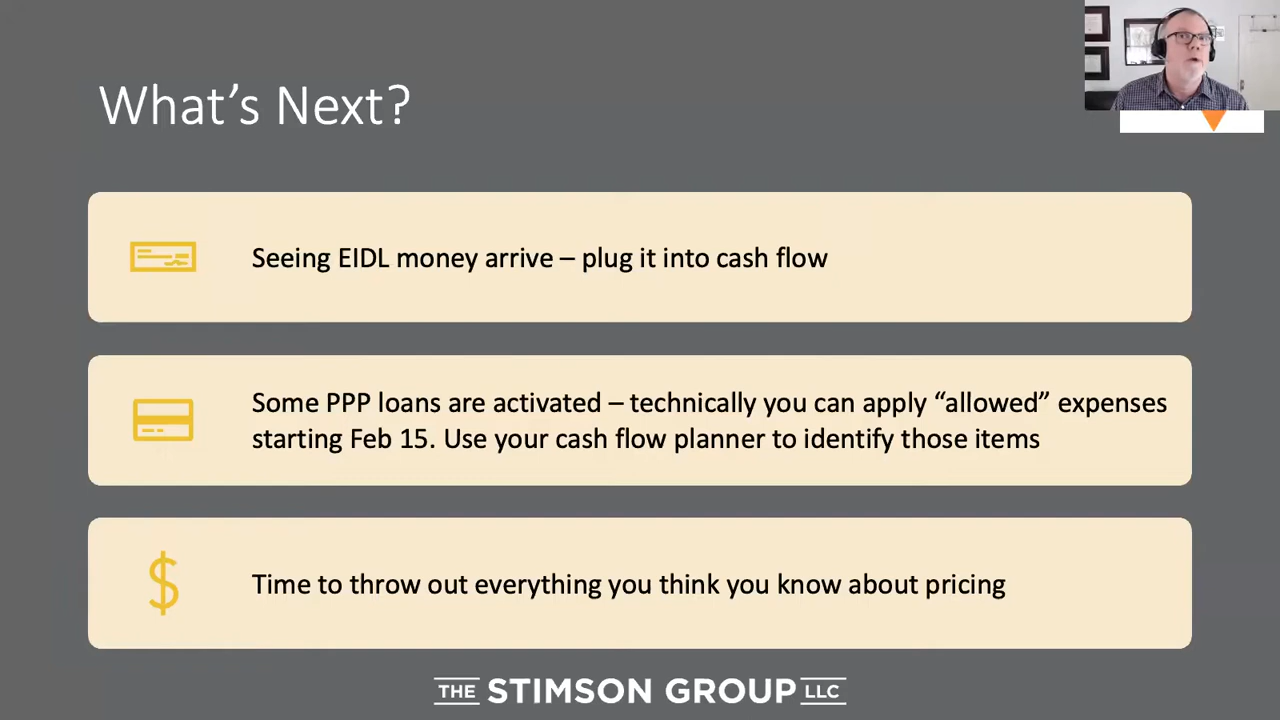 What’s Next?
Seeing EIDL money arrive – plug it into cash flow
Some PPP loans are activated – technically you can apply “allowed” expenses
starting Feb 15. Use your cash flow planner to identify those items
Time to throw out everything you think you know about pricing
THE STIMSON GROUP LLC